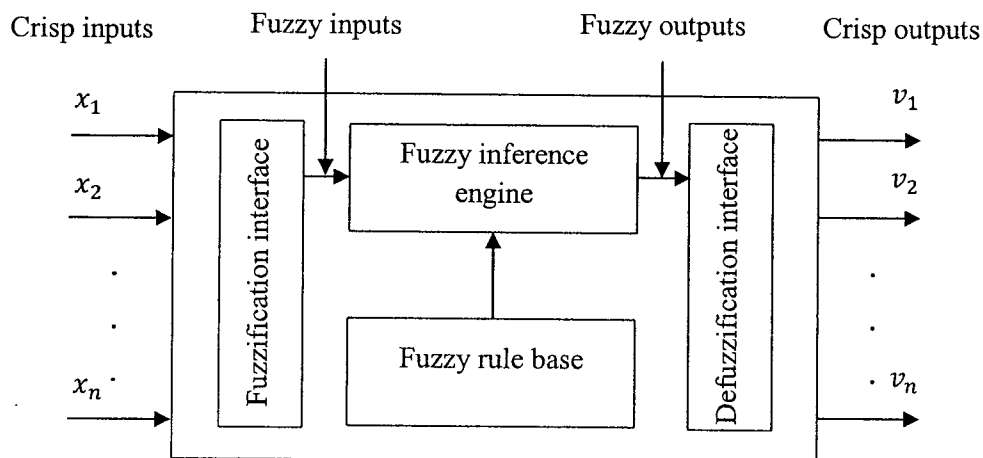 Crisp inputs
Fuzzy inputs
Fuzzy outputs
Crisp outputs
x₁
x₂
xₙ
Fuzzification interface
Fuzzy inference
engine
Fuzzy rule base
Defuzzification interface
v₁
v₂
vₙ